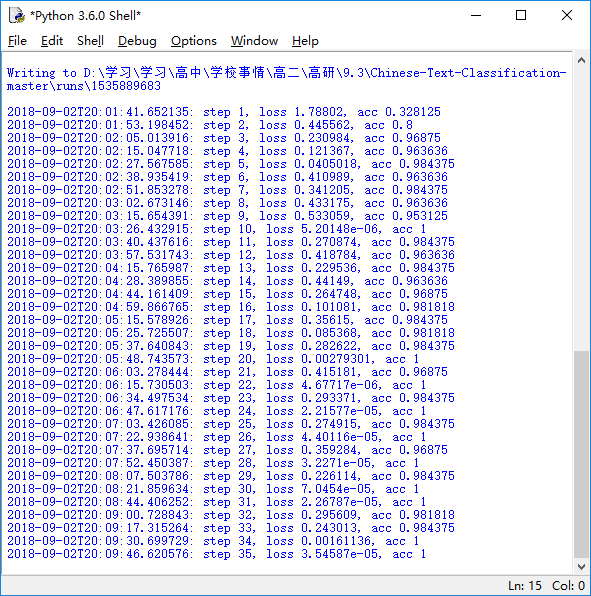 *Python 3.6.0 Shell*
File Edit Shell Debug Options Window Help
Writing to D:\学习\学习\高中\学校事情\高二\高研\9.3\Chinese-Text-Classification-
master\runs\1535889683
2018-09-02T20:01:41.652135: step 1, loss 1.78802, acc 0.328125
2018-09-02T20:01:53.198452: step 2, loss 0.445562, acc 0.8
2018-09-02T20:02:05.013916: step 3, loss 0.230984, acc 0.96875
2018-09-02T20:02:15.047718: step 4, loss 0.121367, acc 0.963636
2018-09-02T20:02:27.567585: step 5, loss 0.0405018, acc 0.984375
2018-09-02T20:02:38.935419: step 6, loss 0.410989, acc 0.963636
2018-09-02T20:02:51.853278: step 7, loss 0.341205, acc 0.984375
2018-09-02T20:03:02.673146: step 8, loss 0.433175, acc 0.963636
2018-09-02T20:03:15.654391: step 9, loss 0.533059, acc 0.953125
2018-09-02T20:03:26.432915: step 10, loss 5.20148e-06, acc 1
2018-09-02T20:03:40.437616: step 11, loss 0.270874, acc 0.984375
2018-09-02T20:03:57.531743: step 12, loss 0.418784, acc 0.963636
2018-09-02T20:04:15.765987: step 13, loss 0.229536, acc 0.984375
2018-09-02T20:04:28.389855: step 14, loss 0.44149, acc 0.963636
2018-09-02T20:04:44.161409: step 15, loss 0.264748, acc 0.96875
2018-09-02T20:04:59.866765: step 16, loss 0.101081, acc 0.981818
2018-09-02T20:05:15.578926: step 17, loss 0.35615, acc 0.984375
2018-09-02T20:05:25.725507: step 18, loss 0.085368, acc 0.981818
2018-09-02T20:05:37.640843: step 19, loss 0.282622, acc 0.984375
2018-09-02T20:05:48.743573: step 20, loss 0.00279301, acc 1
2018-09-02T20:06:03.278444: step 21, loss 0.415181, acc 0.96875
2018-09-02T20:06:15.730503: step 22, loss 4.67717e-06, acc 1
2018-09-02T20:06:34.497534: step 23, loss 0.293371, acc 0.984375
2018-09-02T20:06:47.617176: step 24, loss 2.21577e-05, acc 1
2018-09-02T20:07:03.426085: step 25, loss 0.274915, acc 0.984375
2018-09-02T20:07:22.938641: step 26, loss 4.40116e-05, acc 1
2018-09-02T20:07:37.695714: step 27, loss 0.359284, acc 0.96875
2018-09-02T20:07:52.450387: step 28, loss 3.2271e-05, acc 1
2018-09-02T20:08:07.503786: step 29, loss 0.226114, acc 0.984375
2018-09-02T20:08:21.859634: step 30, loss 7.0454e-05, acc 1
2018-09-02T20:08:44.406252: step 31, loss 2.26787e-05, acc 1
2018-09-02T20:09:00.728843: step 32, loss 0.295609, acc 0.981818
2018-09-02T20:09:17.315264: step 33, loss 0.243013, acc 0.984375
2018-09-02T20:09:30.699729: step 34, loss 0.00161136, acc 1
2018-09-02T20:09:46.620576: step 35, loss 3.54587e-05, acc 1
Ln: 15 Col: 0